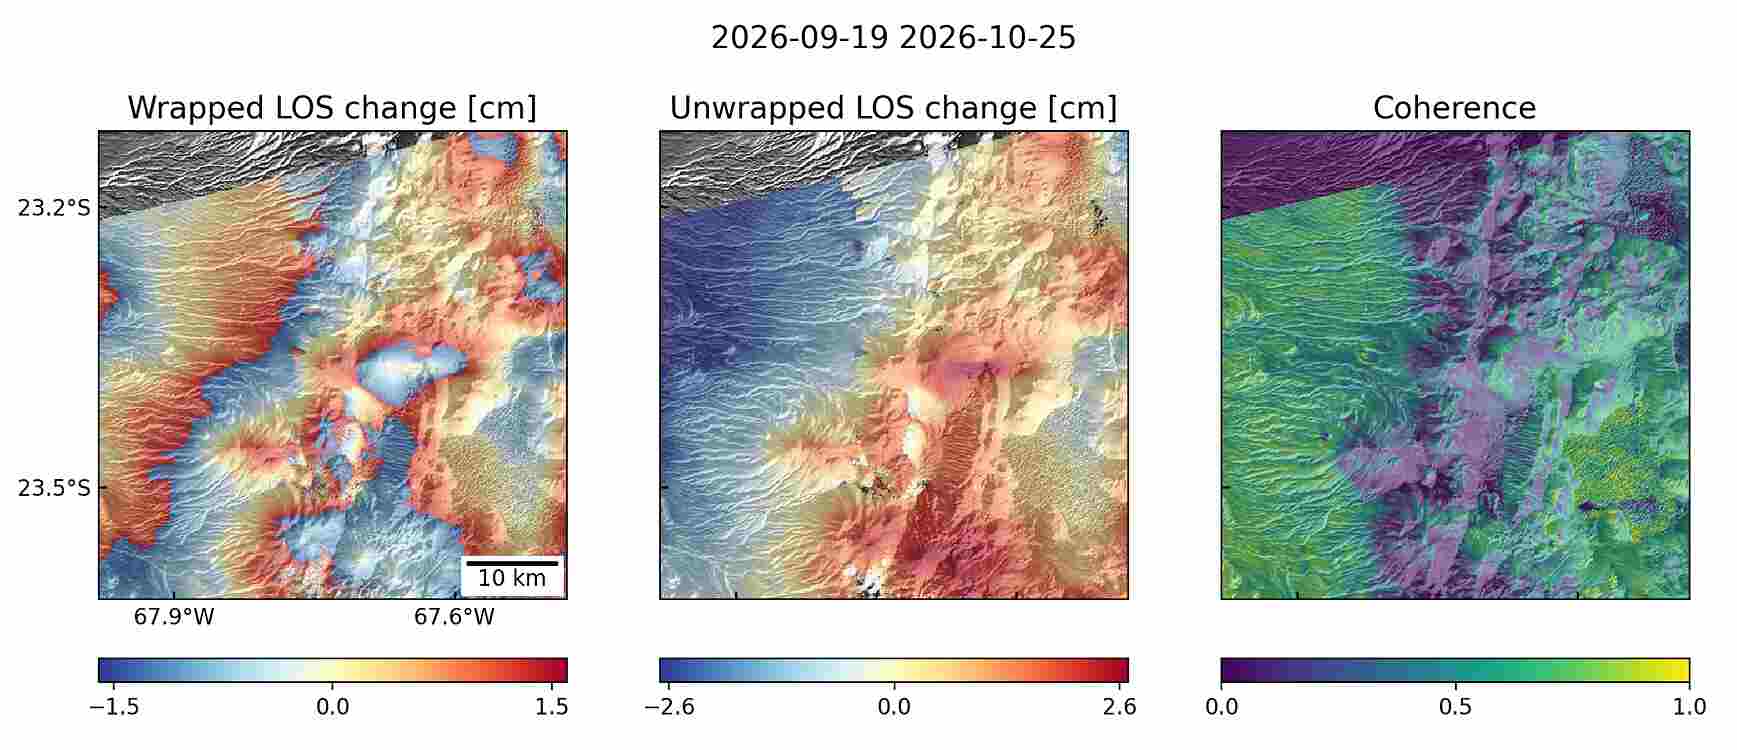 2026-09-19 2026-10-25
Wrapped LOS change [cm]
Unwrapped LOS change [cm]
Coherence
23.2°S
23.5°S
10 km
67.9°W
67.6°W
−1.5
0.0
1.5
−2.6
0.0
2.6
0.0
0.5
1.0